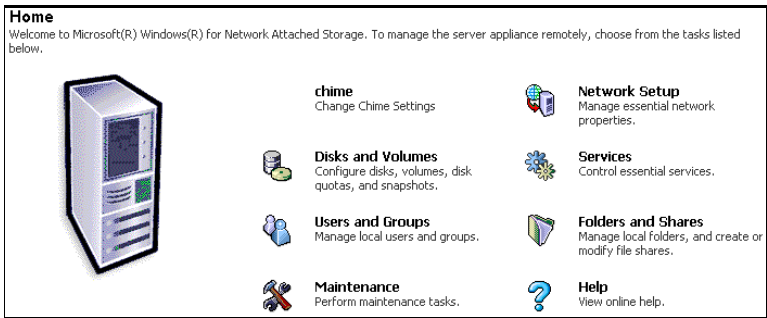 Home
Welcome to Microsoft(R) Windows(R) for Network Attached Storage. To manage the server appliance remotely, choose from the tasks listed
below.
chime
Change Chime Settings
Network Setup
Manage essential network
properties.
Disks and Volumes
Configure disks, volumes, disk
quotas, and snapshots.
Services
Control essential services.
Users and Groups
Manage local users and groups.
Folders and Shares
Manage local folders, and create or
modify file shares.
Maintenance
Perform maintenance tasks.
Help
View online help.